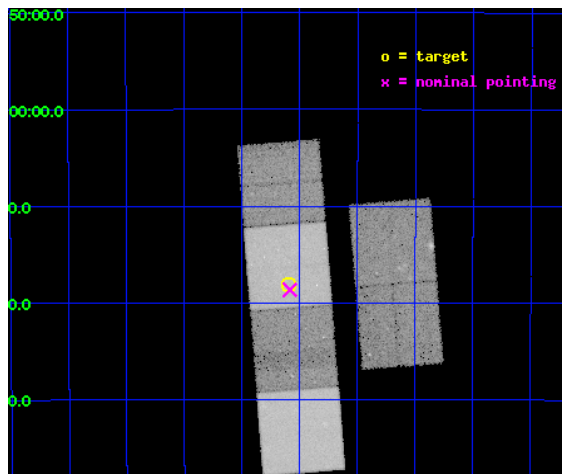 50:00.0
o = target
x = nominal pointing
00:00.0
0.0
0.0
0.0